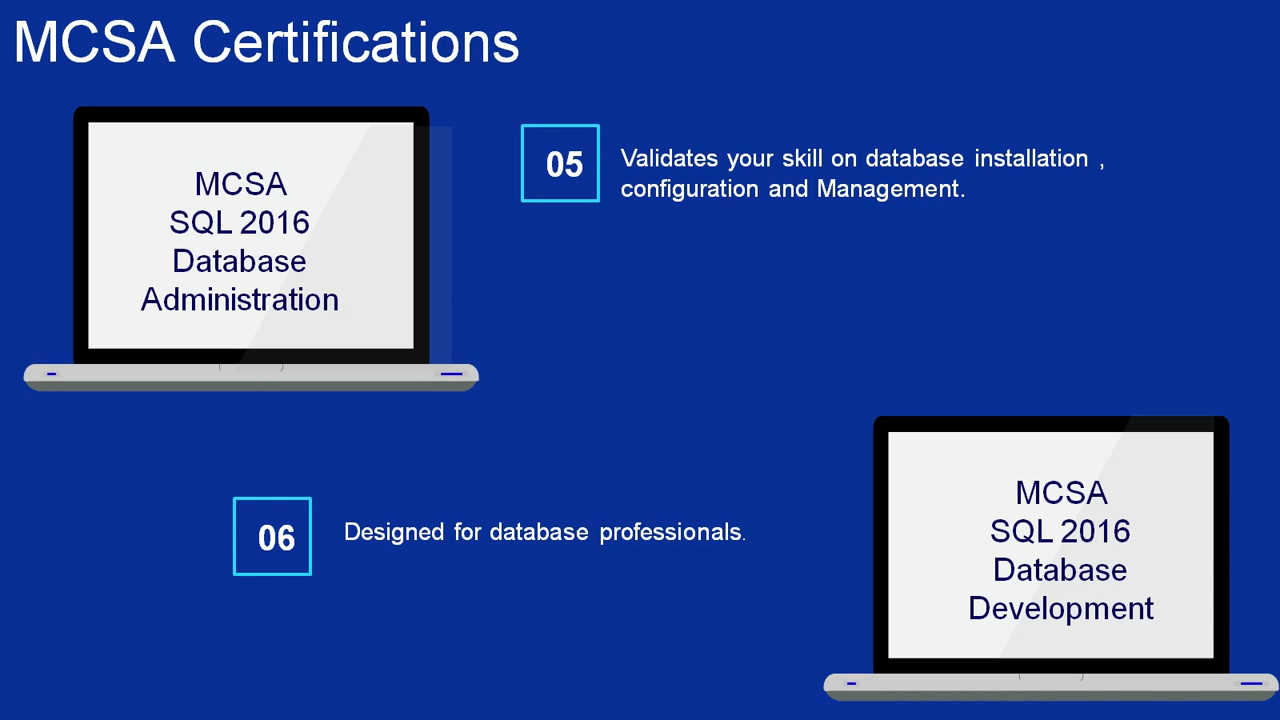 MCSA Certifications
MCSA
SQL 2016
Database
Administration
05
Validates your skill on database installation ,
configuration and Management.
06
Designed for database professionals.
MCSA
SQL 2016
Database
Development